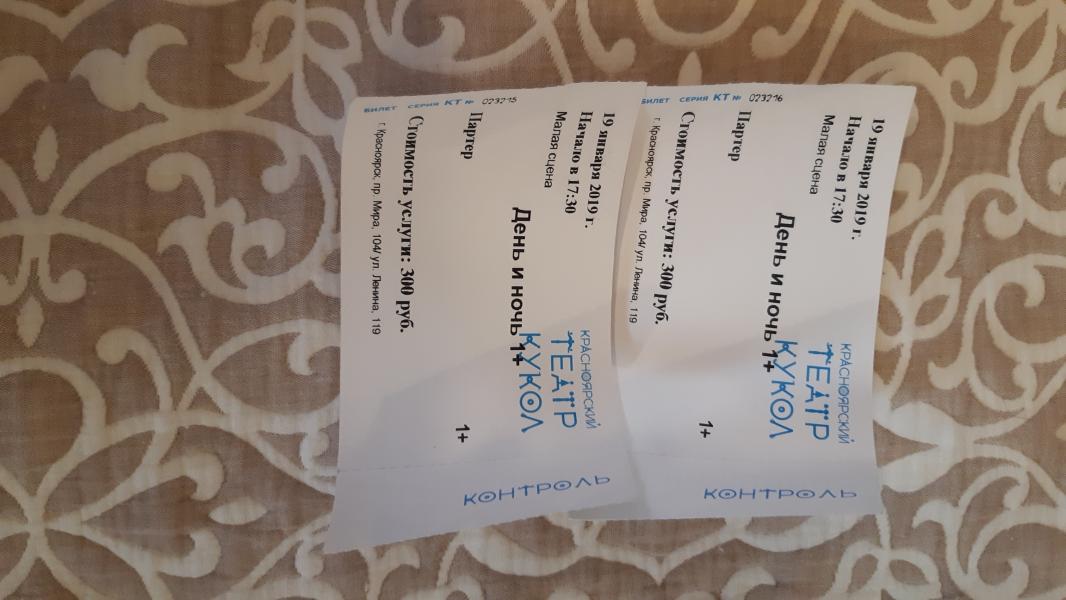 19 января 2019 г.
Начало в 17:30
Малая сцена
КРАСНОЯРСКИЙ
ТЕАТР
КУКОЛ
День и ночь 1+
Партер
1+
Стоимость услуги: 300 руб.
г. Красноярск, пр. Мира, 104/ ул. Ленина, 119
БИЛЕТ СЕРИЯ КТ № 023215
КОНТРОЛЬ
19 января 2019 г.
Начало в 17:30
Малая сцена
КРАСНОЯРСКИЙ
ТЕАТР
КУКОЛ
День и ночь 1+
Партер
1+
Стоимость услуги: 300 руб.
г. Красноярск, пр. Мира, 104/ ул. Ленина, 119
БИЛЕТ СЕРИЯ КТ № 023216
КОНТРОЛЬ